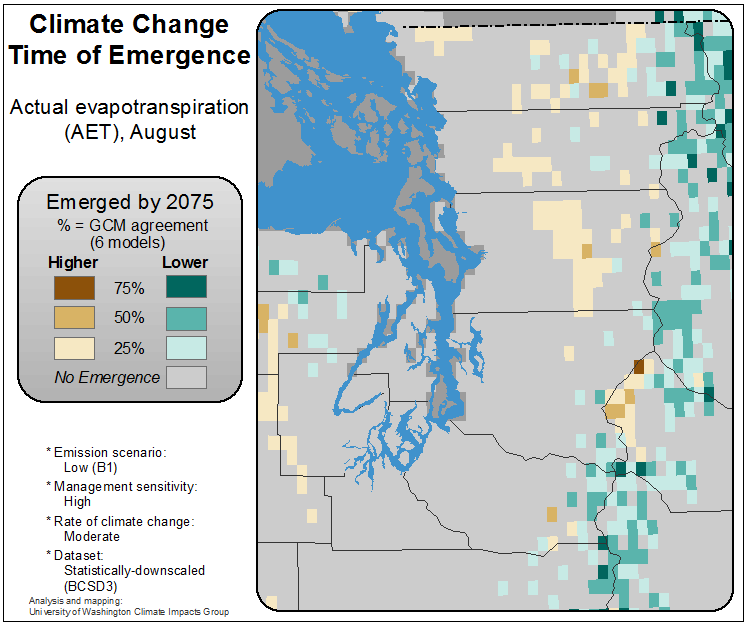 Climate Change
Time of Emergence
Actual evapotranspiration
(AET), August
Emerged by 2075
% = GCM agreement
(6 models)
Higher Lower
75%
50%
25%
No Emergence
* Emission scenario:
Low (B1)
* Management sensitivity:
High
* Rate of climate change:
Moderate
* Dataset:
Statistically-downscaled
(BCSD3)
Analysis and mapping:
University of Washington Climate Impacts Group